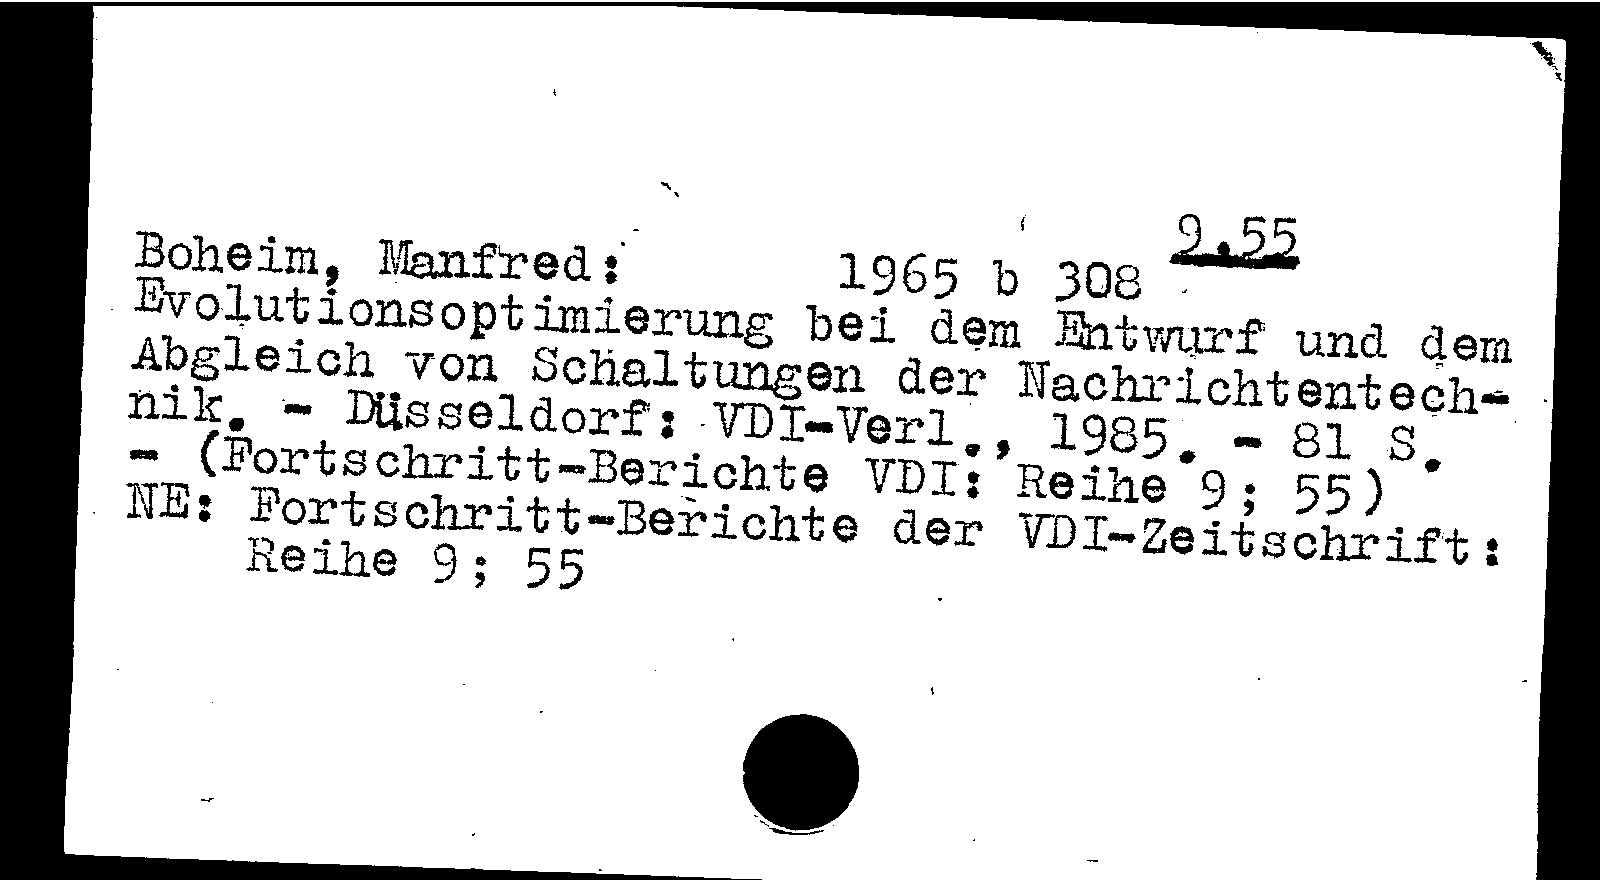 Boheim, Manfred: 1965 b 308 9.55
Evolutionsoptimierung bei dem Entwurf und dem
Abgleich von Schaltungen der Nachrichtentech-
nik. - Düsseldorf: VDI-Verl., 1985. - 81 S.
- (Fortschritt-Berichte VDI: Reihe 9; 55)
NE: Fortschritt-Berichte der VDI-Zeitschrift:
Reihe 9; 55